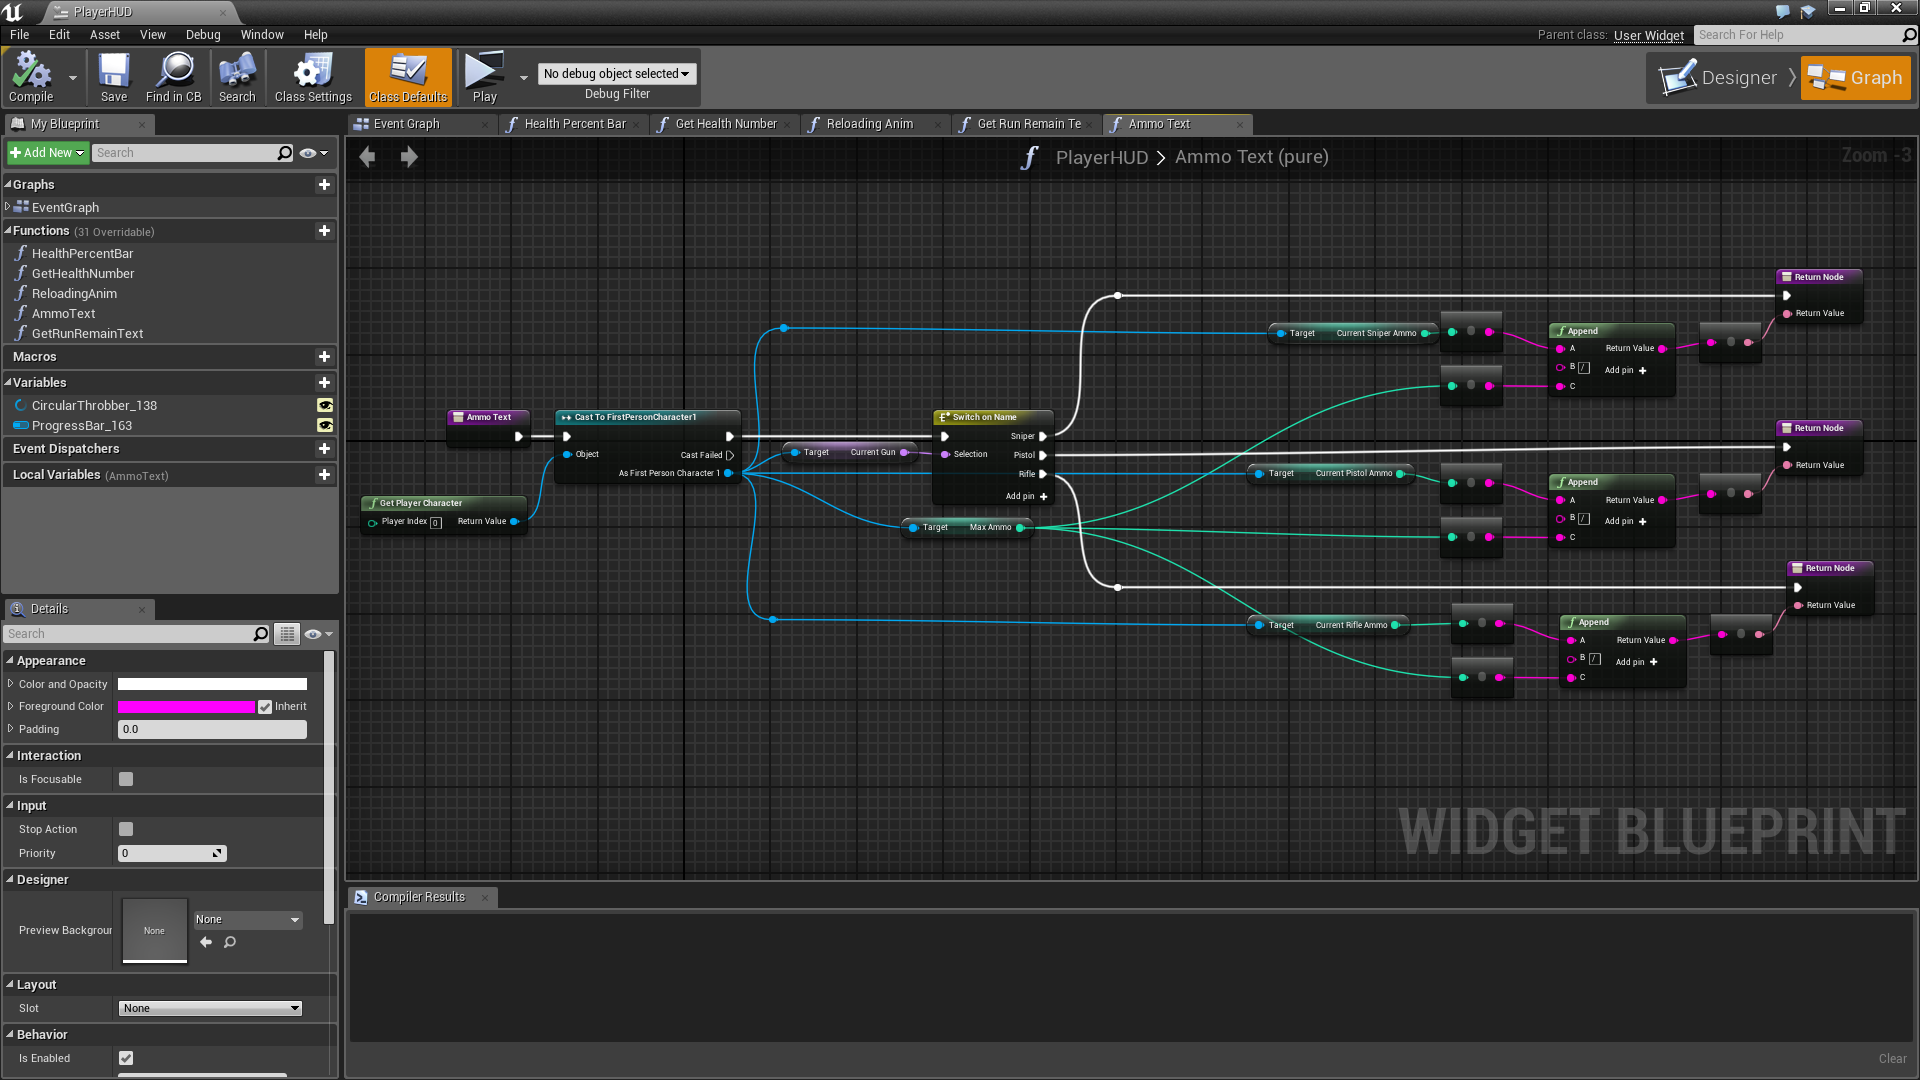 PlayerHUD
File Edit Asset View Debug Window Help
Parent class: User Widget Search For Help
Compile Save Find in CB Search Class Settings Class Defaults Play
No debug object selected
Debug Filter
Designer Graph
My Blueprint
Event Graph Health Percent Bar Get Health Number Reloading Anim Get Run Remain Te Ammo Text
Add New Search
PlayerHUD > Ammo Text (pure)
Zoom -3
Graphs
EventGraph
Functions (31 Overridable)
HealthPercentBar
GetHealthNumber
ReloadingAnim
AmmoText
GetRunRemainText
Macros
Variables
CircularThrobber_138
ProgressBar_163
Event Dispatchers
Local Variables (AmmoText)
Details
Search
Appearance
Color and Opacity
Foreground Color Inherit
Padding 0.0
Interaction
Is Focusable
Input
Stop Action
Priority 0
Designer
Preview Backgroun None None
Layout
Slot None
Behavior
Is Enabled
Ammo Text
Get Player Character
Player Index 0 Return Value
Cast To FirstPersonCharacter1
Object Cast Failed
As First Person Character 1
Target Current Gun
Switch on Name
Sniper
Selection Pistol
Rifle
Add pin
Target Max Ammo
Target Current Sniper Ammo
Append
A Return Value
B / Add pin
C
Return Node
Return Value
Target Current Pistol Ammo
Append
A Return Value
B / Add pin
C
Return Node
Return Value
Target Current Rifle Ammo
Append
A Return Value
B / Add pin
C
Return Node
Return Value
WIDGET BLUEPRINT
Compiler Results
Clear